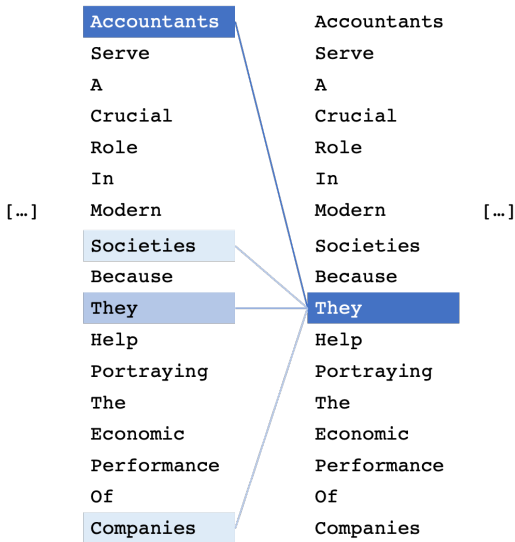 Accountants Accountants
Serve Serve
A A
Crucial Crucial
Role Role
In In
[…] Modern Modern […]
Societies Societies
Because Because
They They
Help Help
Portraying Portraying
The The
Economic Economic
Performance Performance
Of Of
Companies Companies